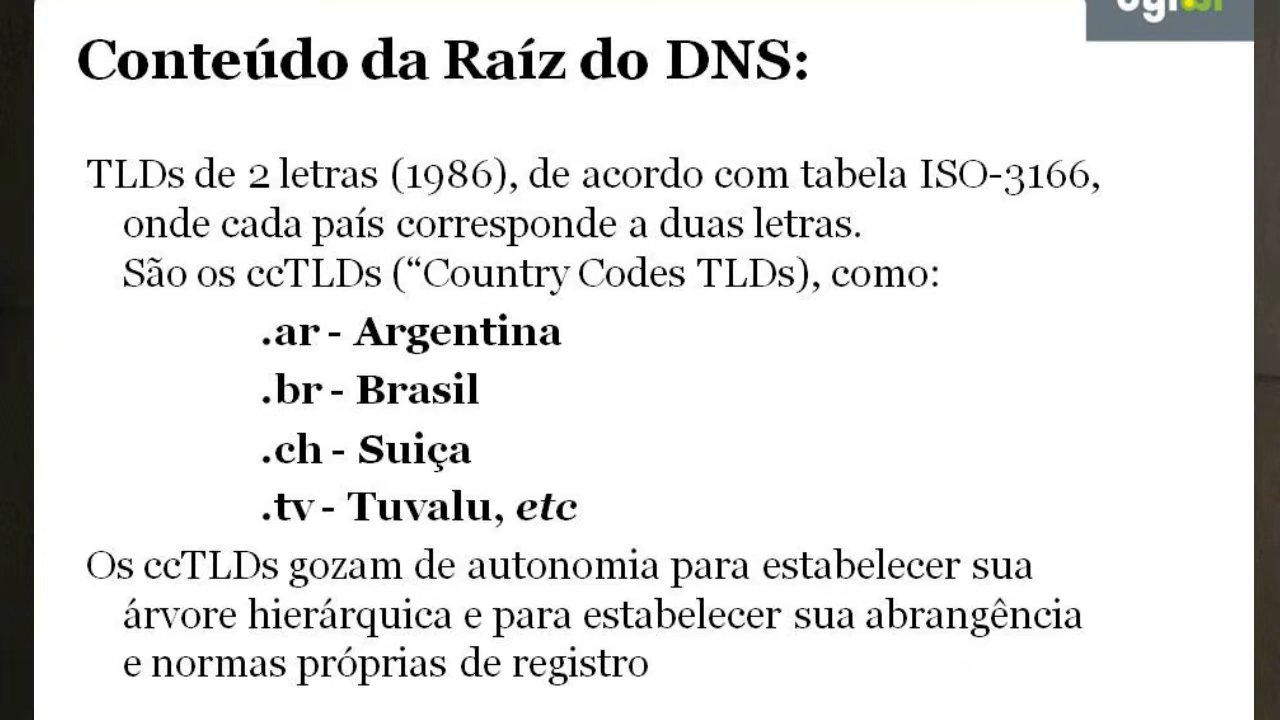 Conteúdo da Raíz do DNS:
TLDs de 2 letras (1986), de acordo com tabela ISO-3166,
onde cada país corresponde a duas letras.
São os ccTLDs (“Country Codes TLDs), como:
.ar - Argentina
.br - Brasil
.ch - Suiça
.tv - Tuvalu, etc
Os ccTLDs gozam de autonomia para estabelecer sua
árvore hierárquica e para estabelecer sua abrangência
e normas próprias de registro